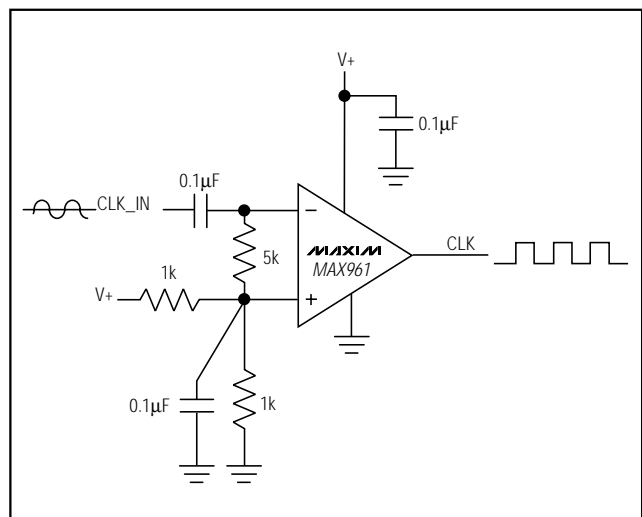 V+
0.1µF
0.1µF
CLK_IN
−
CLK
MAXIM
MAX961
5k
1k
V+
+
0.1µF
1k